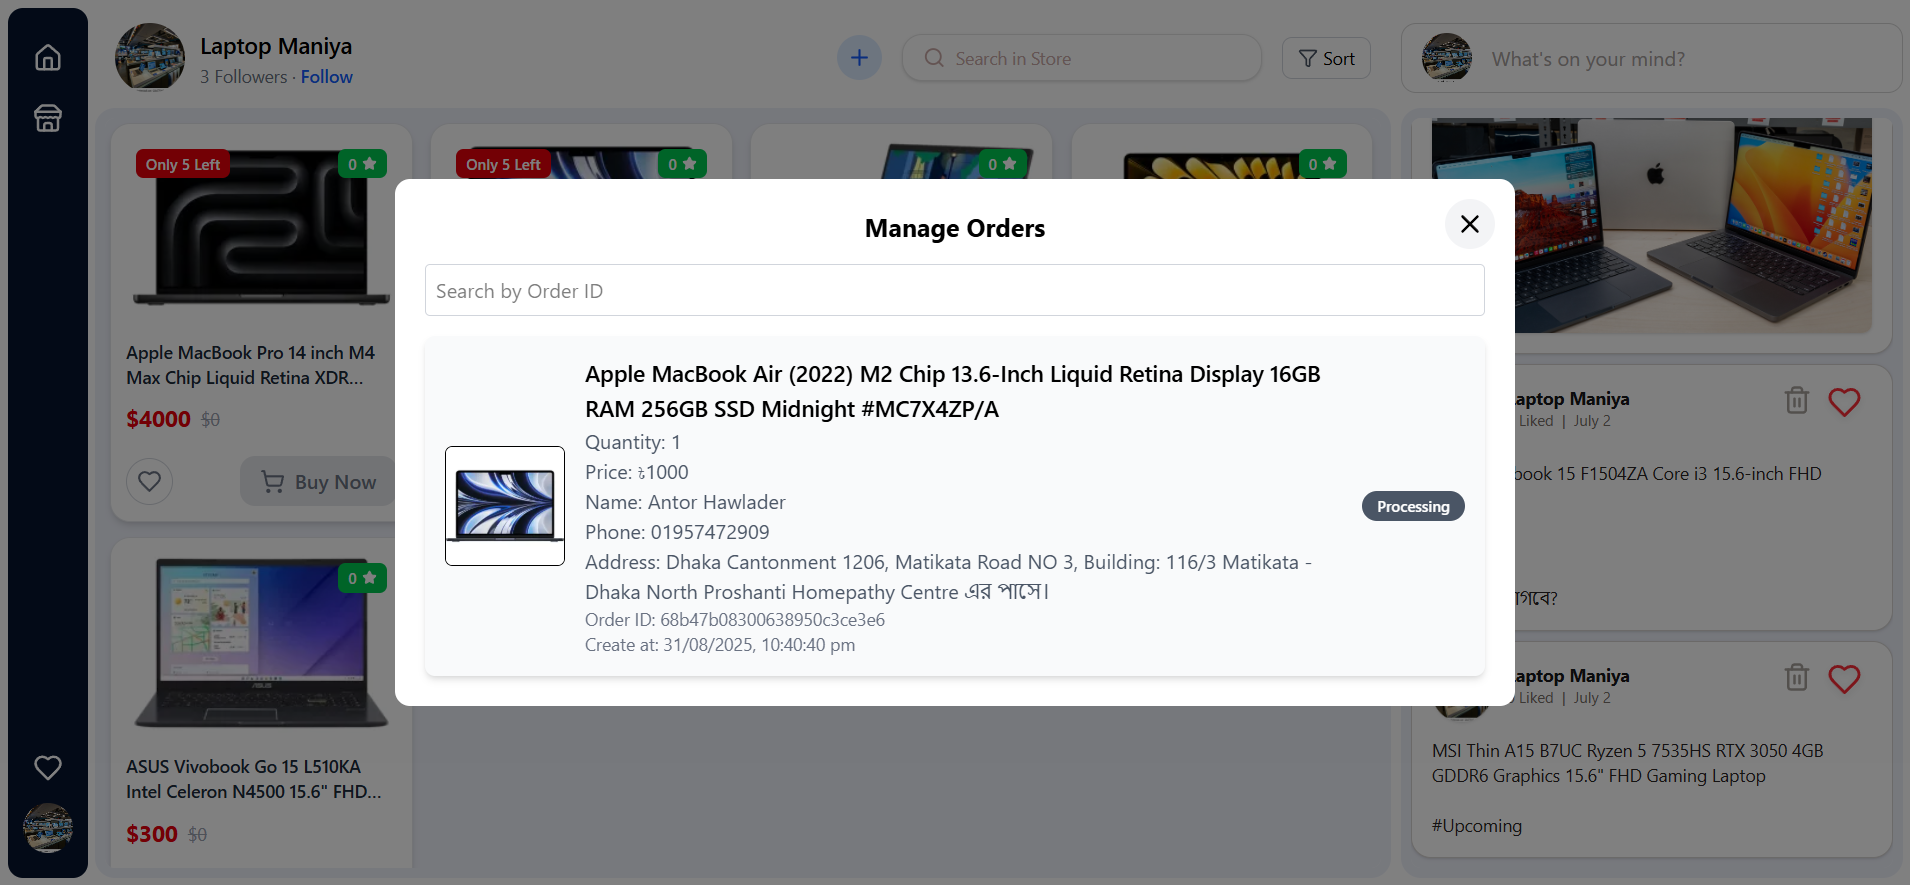 Laptop Maniya
3 Followers · Follow
Search in Store
Sort
What's on your mind?
Only 5 Left
0
Only 5 Left
0
0
0
Apple MacBook Pro 14 inch M4
Max Chip Liquid Retina XDR...
$4000 $0
Buy Now
0
ASUS Vivobook Go 15 L510KA
Intel Celeron N4500 15.6" FHD...
$300 $0
Manage Orders
Search by Order ID
Apple MacBook Air (2022) M2 Chip 13.6-Inch Liquid Retina Display 16GB
RAM 256GB SSD Midnight #MC7X4ZP/A
Quantity: 1
Price: ৳1000
Name: Antor Hawlader
Phone: 01957472909
Address: Dhaka Cantonment 1206, Matikata Road NO 3, Building: 116/3 Matikata -
Dhaka North Proshanti Homepathy Centre এর পাসে।
Order ID: 68b47b08300638950c3ce3e6
Create at: 31/08/2025, 10:40:40 pm
Processing
aptop Maniya
Liked | July 2
book 15 F1504ZA Core i3 15.6-inch FHD
aptop Maniya
Liked | July 2
MSI Thin A15 B7UC Ryzen 5 7535HS RTX 3050 4GB
GDDR6 Graphics 15.6" FHD Gaming Laptop
#Upcoming